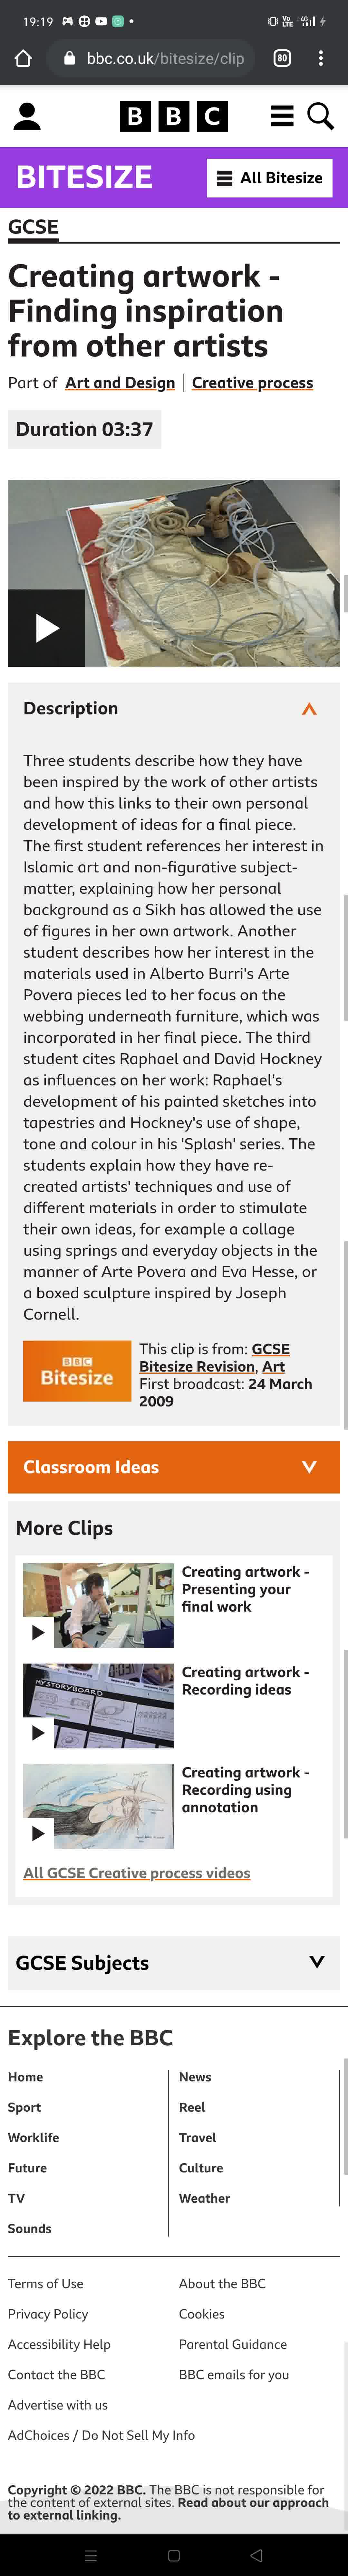 19:19
Vo LTE 4G
bbc.co.uk/bitesize/clip
80
BBC
BITESIZE
All Bitesize
GCSE
Creating artwork -
Finding inspiration
from other artists
Part of Art and Design | Creative process
Duration 03:37
Description
Three students describe how they have
been inspired by the work of other artists
and how this links to their own personal
development of ideas for a final piece.
The first student references her interest in
Islamic art and non-figurative subject-
matter, explaining how her personal
background as a Sikh has allowed the use
of figures in her own artwork. Another
student describes how her interest in the
materials used in Alberto Burri's Arte
Povera pieces led to her focus on the
webbing underneath furniture, which was
incorporated in her final piece. The third
student cites Raphael and David Hockney
as influences on her work: Raphael's
development of his painted sketches into
tapestries and Hockney's use of shape,
tone and colour in his 'Splash' series. The
students explain how they have re-
created artists' techniques and use of
different materials in order to stimulate
their own ideas, for example a collage
using springs and everyday objects in the
manner of Arte Povera and Eva Hesse, or
a boxed sculpture inspired by Joseph
Cornell.
BBC
Bitesize
This clip is from: GCSE
Bitesize Revision, Art
First broadcast: 24 March
2009
Classroom Ideas
More Clips
Creating artwork -
Presenting your
final work
MY STORYBOARD
Creating artwork -
Recording ideas
Creating artwork -
Recording using
annotation
All GCSE Creative process videos
GCSE Subjects
Explore the BBC
Home
News
Sport
Reel
Worklife
Travel
Future
Culture
TV
Weather
Sounds
Terms of Use
About the BBC
Privacy Policy
Cookies
Accessibility Help
Parental Guidance
Contact the BBC
BBC emails for you
Advertise with us
AdChoices / Do Not Sell My Info
Copyright © 2022 BBC. The BBC is not responsible for
the content of external sites. Read about our approach
to external linking.